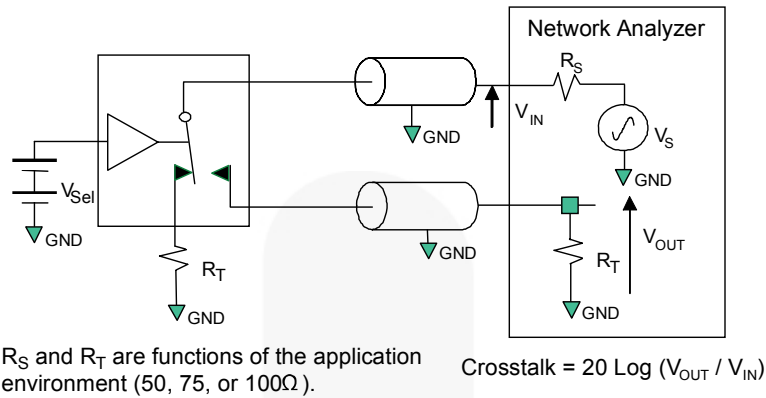 Network Analyzer
R_S
V_IN
V_S
GND
GND
V_Sel
GND
GND
R_T
GND
V_OUT
R_T
GND
R_S and R_T are functions of the application
environment (50, 75, or 100Ω ).
Crosstalk = 20 Log (V_OUT / V_IN)